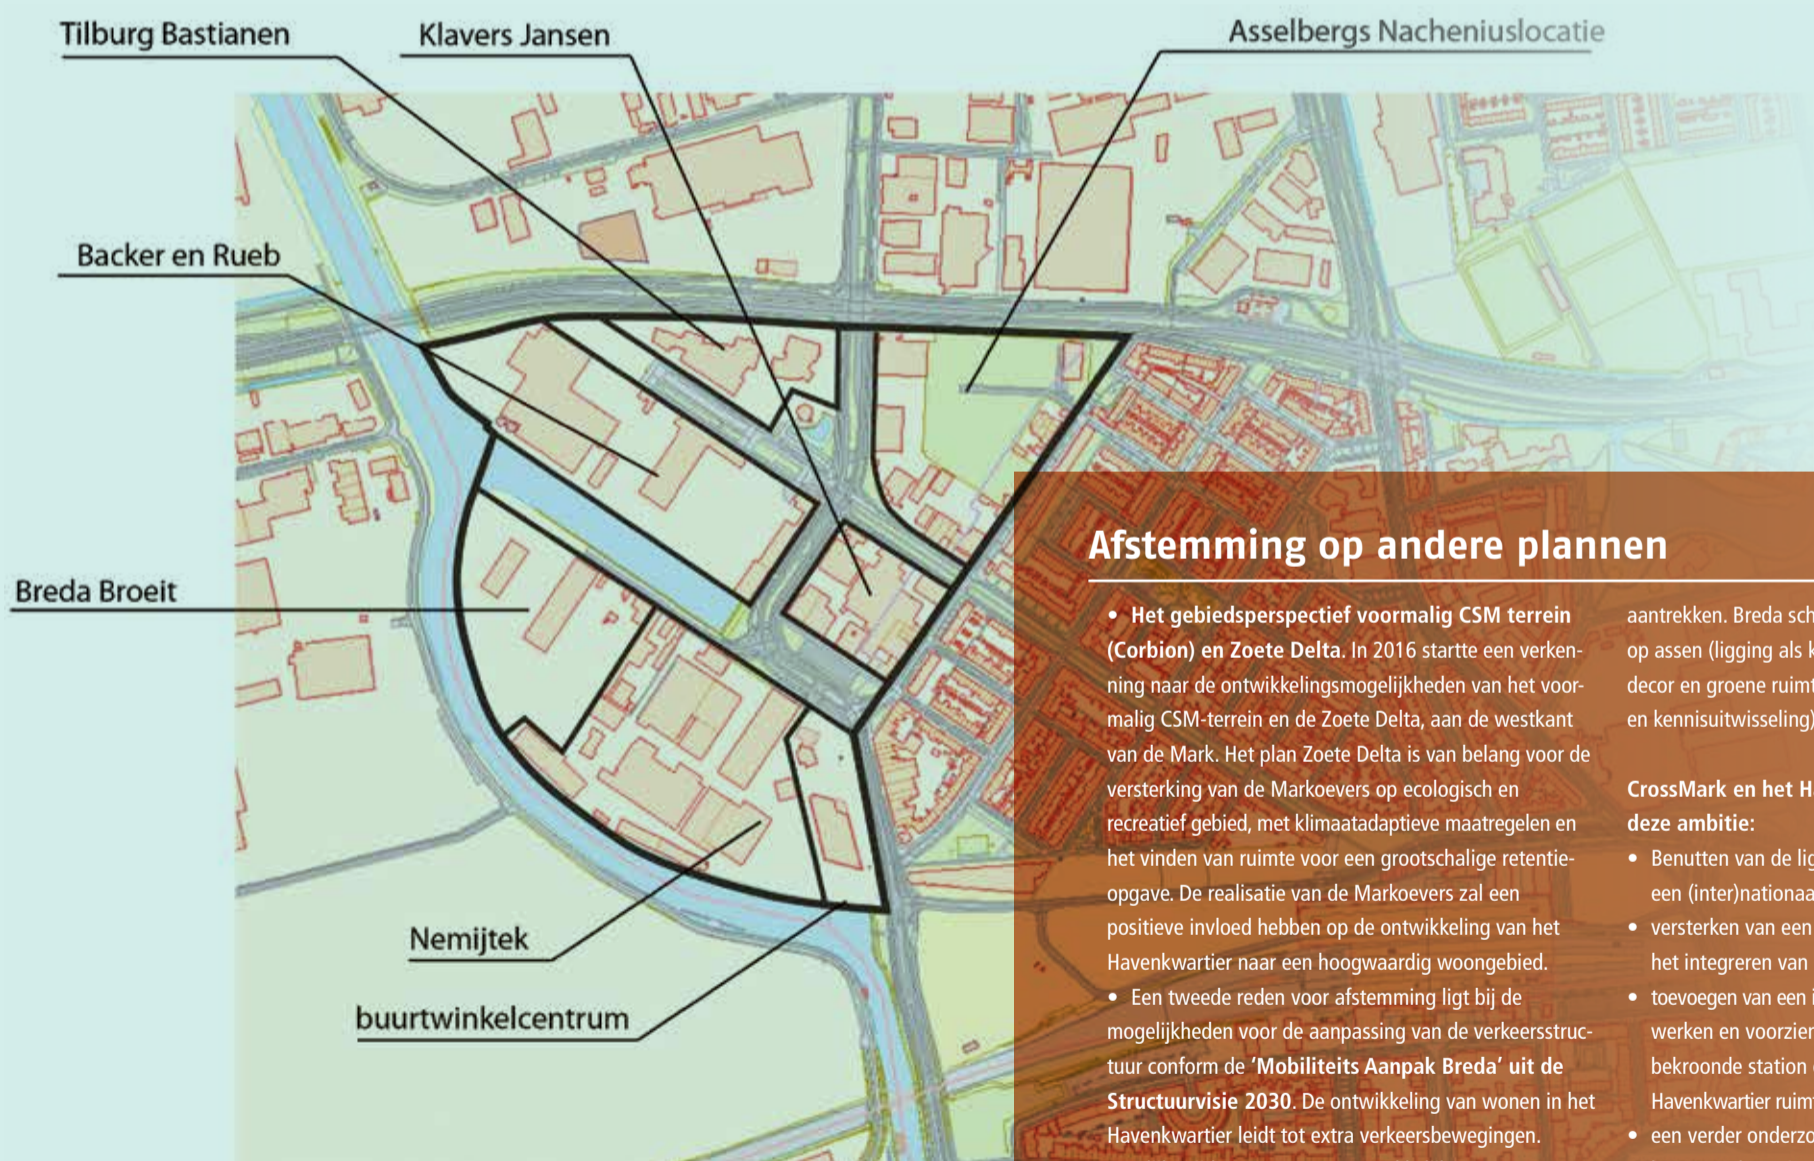 Tilburg Bastianen
Klavers Jansen
Asselbergs Nacheniuslocatie
Backer en Rueb
Breda Broeit
Nemijtek
buurtwinkelcentrum
Afstemming op andere plannen
• Het gebiedsperspectief voormalig CSM terrein
(Corbion) en Zoete Delta. In 2016 startte een verken-
ning naar de ontwikkelingsmogelijkheden van het voor-
malig CSM-terrein en de Zoete Delta, aan de westkant
van de Mark. Het plan Zoete Delta is van belang voor de
versterking van de Markoevers op ecologisch en
recreatief gebied, met klimaatadaptieve maatregelen en
het vinden van ruimte voor een grootschalige retentie-
opgave. De realisatie van de Markoevers zal een
positieve invloed hebben op de ontwikkeling van het
Havenkwartier naar een hoogwaardig woongebied.
• Een tweede reden voor afstemming ligt bij de
mogelijkheden voor de aanpassing van de verkeersstruc-
tuur conform de ‘Mobiliteits Aanpak Breda’ uit de
Structuurvisie 2030. De ontwikkeling van wonen in het
Havenkwartier leidt tot extra verkeersbewegingen.
aantrekken. Breda sch
op assen (ligging als k
decor en groene ruimt
en kennisuitwisseling)
CrossMark en het Ha
deze ambitie:
• Benutten van de lig
een (inter)nationaa
• versterken van een
het integreren van
• toevoegen van een i
werken en voorzien
bekroonde station
Havenkwartier ruimt
• een verder onderzo